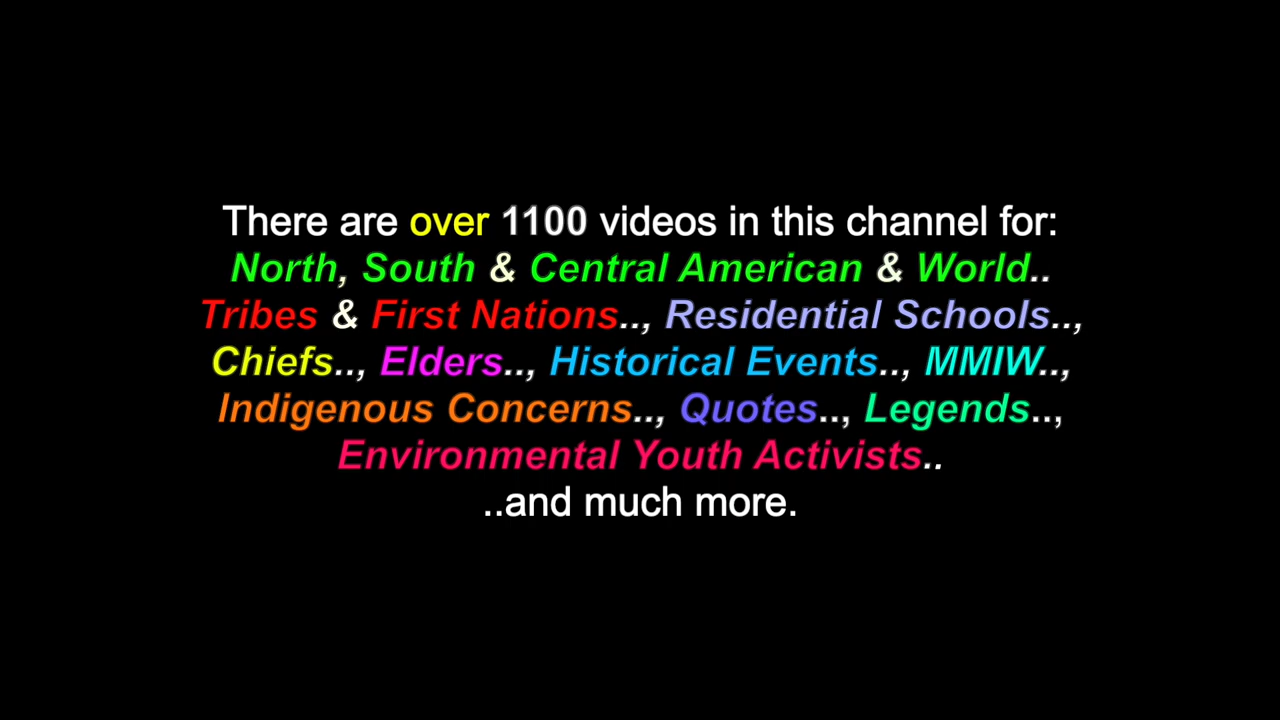 There are over 1100 videos in this channel for:
North, South & Central American & World..
Tribes & First Nations.., Residential Schools..,
Chiefs.., Elders.., Historical Events.., MMIW..,
Indigenous Concerns.., Quotes.., Legends..,
Environmental Youth Activists..
..and much more.